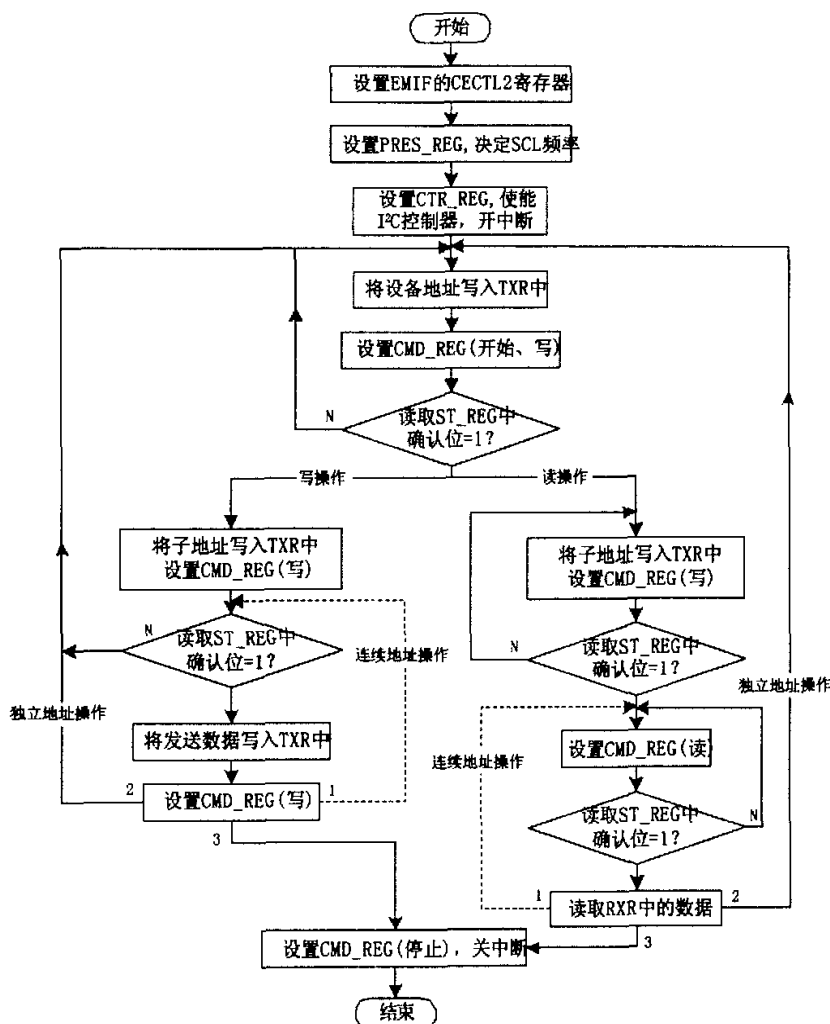 开始
设置EMIF的CECTL2寄存器
设置PRES_REG,决定SCL频率
设置CTR_REG,使能
I²C控制器，开中断
将设备地址写入TXR中
设置CMD_REG(开始、写)
N
读取ST_REG中
确认位=1?
写操作
读操作
将子地址写入TXR中
设置CMD_REG(写)
将子地址写入TXR中
设置CMD_REG(写)
N
读取ST_REG中
确认位=1?
连续地址操作
N
读取ST_REG中
确认位=1?
独立地址操作
独立地址操作
将发送数据写入TXR中
设置CMD_REG(读)
连续地址操作
2
设置CMD_REG(写)
1
3
读取ST_REG中
确认位=1?
N
1
读取RXR中的数据
2
3
设置CMD_REG(停止)，关中断
结束